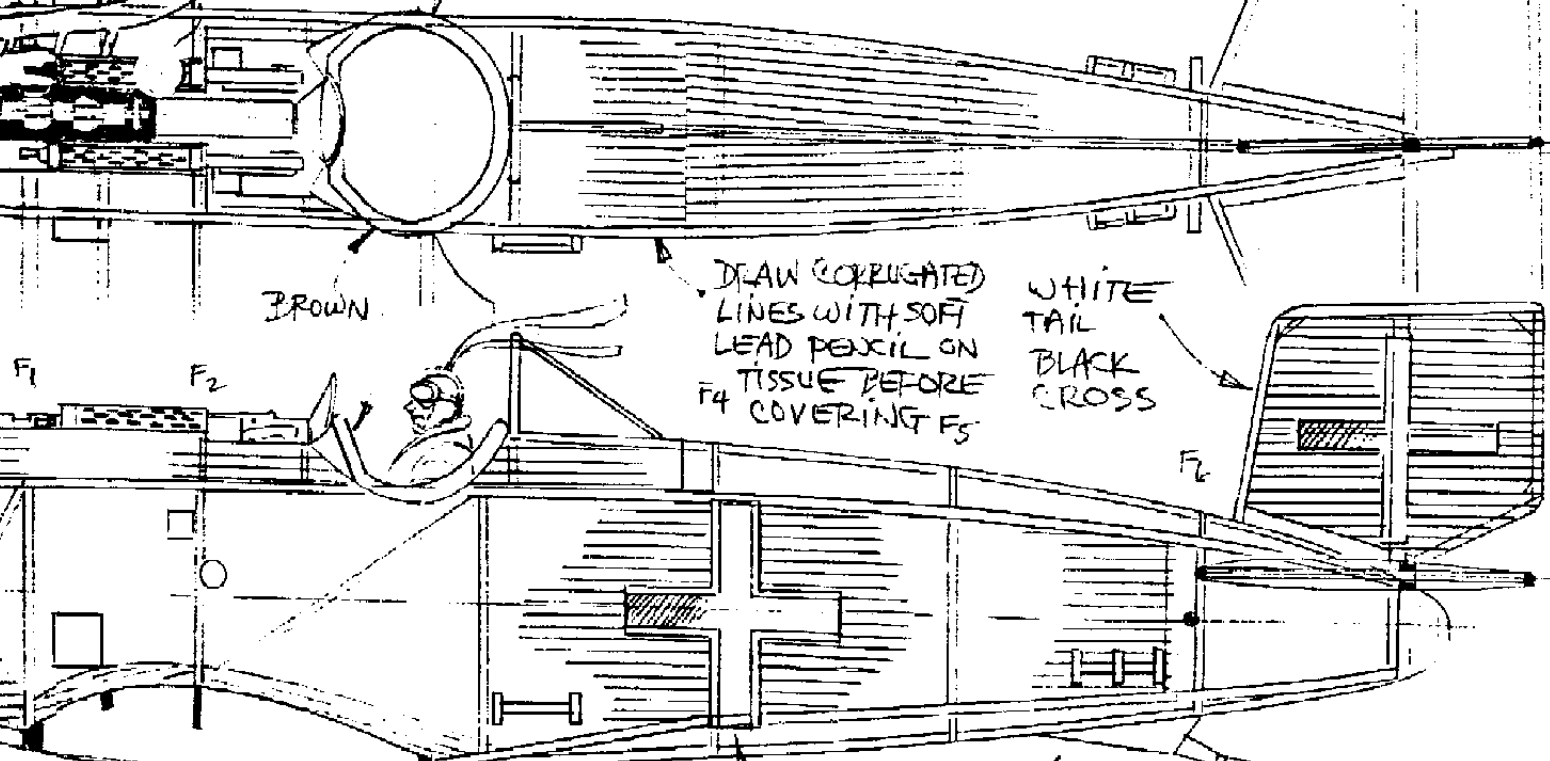 BROWN
DRAW CORRUGATED
LINES WITH SOFT
LEAD PENCIL ON
TISSUE BEFORE
COVERING
WHITE
TAIL
BLACK
CROSS
F1
F2
F4
F5